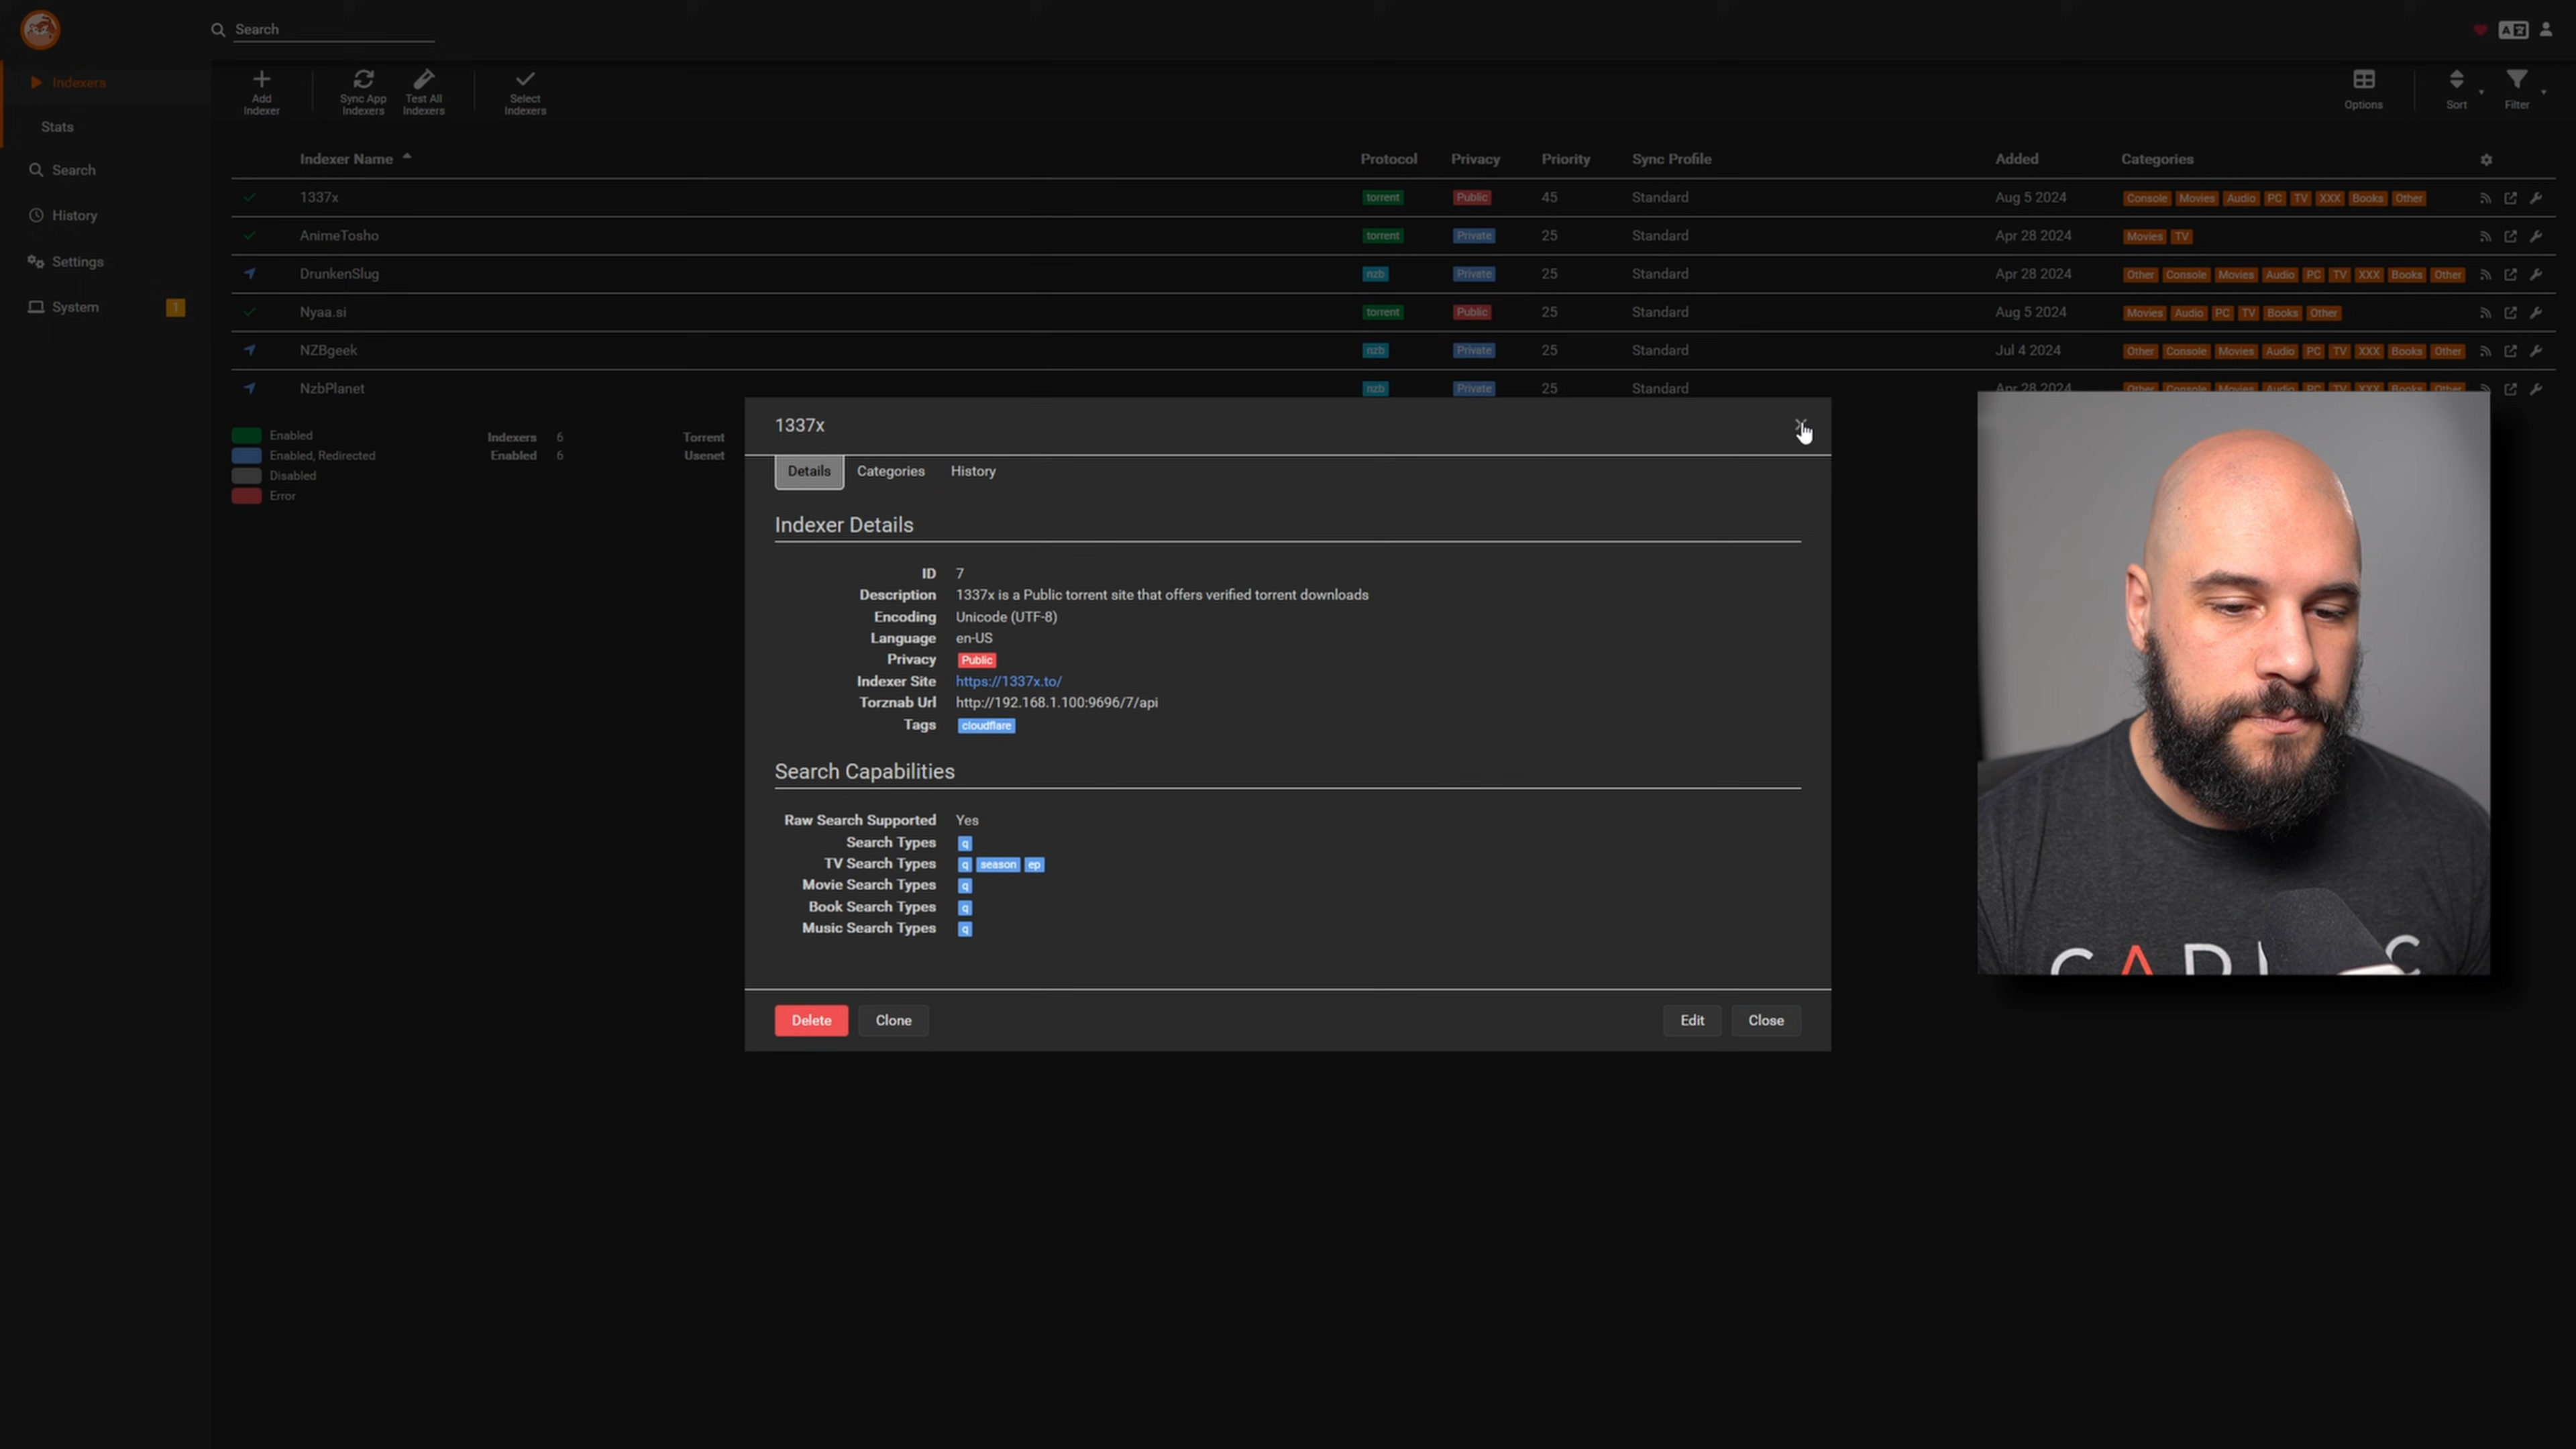 Search
Indexers
Stats
Search
History
Settings
System 1
Add Indexer
Sync App Indexers
Test All Indexers
Select Indexers
Options
Sort
Filter
Indexer Name Protocol Privacy Priority Sync Profile Added Categories
1337x torrent Public 45 Standard Aug 5 2024 Console Movies Audio PC TV XXX Books Other
AnimeTosho torrent Private 25 Standard Apr 28 2024 Movies TV
DrunkenSlug nzb Private 25 Standard Apr 28 2024 Other Console Movies Audio PC TV XXX Books Other
Nyaa.si torrent Public 25 Standard Aug 5 2024 Movies Audio PC TV Books Other
NZBgeek nzb Private 25 Standard Jul 4 2024 Other Console Movies Audio PC TV XXX Books Other
NzbPlanet nzb Private 25 Standard Apr 28 2024 Other Console Movies Audio PC TV XXX Books Other
Enabled
Enabled, Redirected
Disabled
Error
Indexers 6
Enabled 6
Torrent
Usenet
1337x
Details Categories History
Indexer Details
ID 7
Description 1337x is a Public torrent site that offers verified torrent downloads
Encoding Unicode (UTF-8)
Language en-US
Privacy Public
Indexer Site https://1337x.to/
Torznab Url http://192.168.1.100:9696/7/api
Tags cloudflare
Search Capabilities
Raw Search Supported Yes
Search Types q
TV Search Types q season ep
Movie Search Types q
Book Search Types q
Music Search Types q
Delete Clone Edit Close